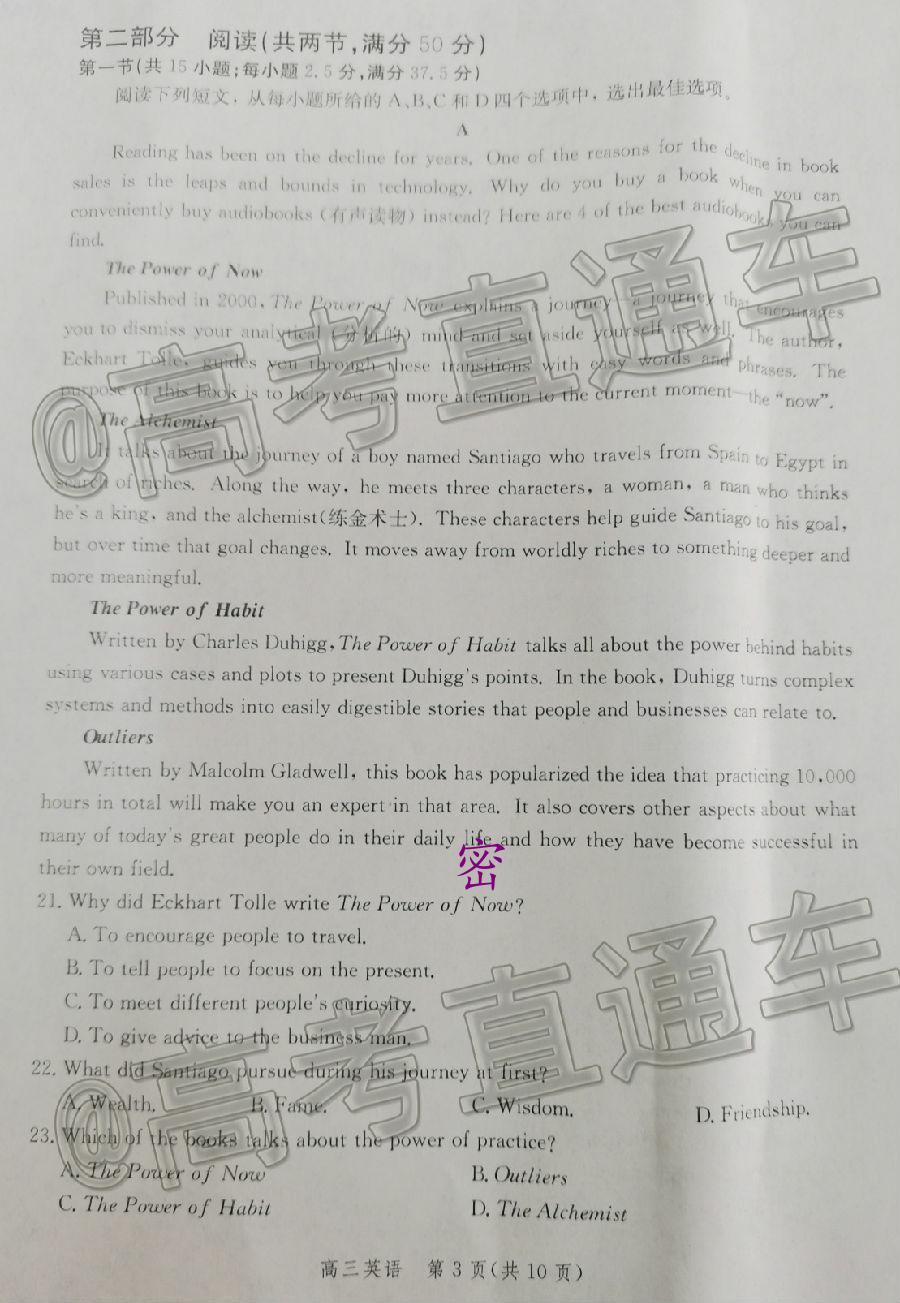 第二部分 阅读(共两节,满分50分)
第一节(共15小题;每小题2.5分,满分37.5分)
阅读下列短文,从每小题所给的A、B、C和D四个选项中,选出最佳选项。
A
Reading has been on the decline for years. One of the reasons for the decline in book
sales is the leaps and bounds in technology. Why do you buy a book when you can
conveniently buy audiobooks (有声读物) instead? Here are 4 of the best audiobooks you can
find.
The Power of Now
Published in 2000, The Power of Now explains a journey—a journey that encourages
you to dismiss your analytical (分析的) mind and set aside yourself as well. The author,
Eckhart Tolle, guides you through these transitions with easy words and phrases. The
purpose of this book is to help you pay more attention to the current moment—the “now”.
The Alchemist
It talks about the journey of a boy named Santiago who travels from Spain to Egypt in
search of riches. Along the way, he meets three characters, a woman, a man who thinks
he's a king, and the alchemist(练金术士). These characters help guide Santiago to his goal,
but over time that goal changes. It moves away from worldly riches to something deeper and
more meaningful.
The Power of Habit
Written by Charles Duhigg, The Power of Habit talks all about the power behind habits
using various cases and plots to present Duhigg's points. In the book, Duhigg turns complex
systems and methods into easily digestible stories that people and businesses can relate to.
Outliers
Written by Malcolm Gladwell, this book has popularized the idea that practicing 10,000
hours in total will make you an expert in that area. It also covers other aspects about what
many of today's great people do in their daily life and how they have become successful in
their own field.
密
21. Why did Eckhart Tolle write The Power of Now?
A. To encourage people to travel.
B. To tell people to focus on the present.
C. To meet different people's curiosity.
D. To give advice to the business man.
22. What did Santiago pursue during his journey at first?
A. Wealth. B. Fame. C. Wisdom. D. Friendship.
23. Which of the books talks about the power of practice?
A. The Power of Now B. Outliers
C. The Power of Habit D. The Alchemist
高三英语 第3页(共10页)
@高考直通车
@高考直通车